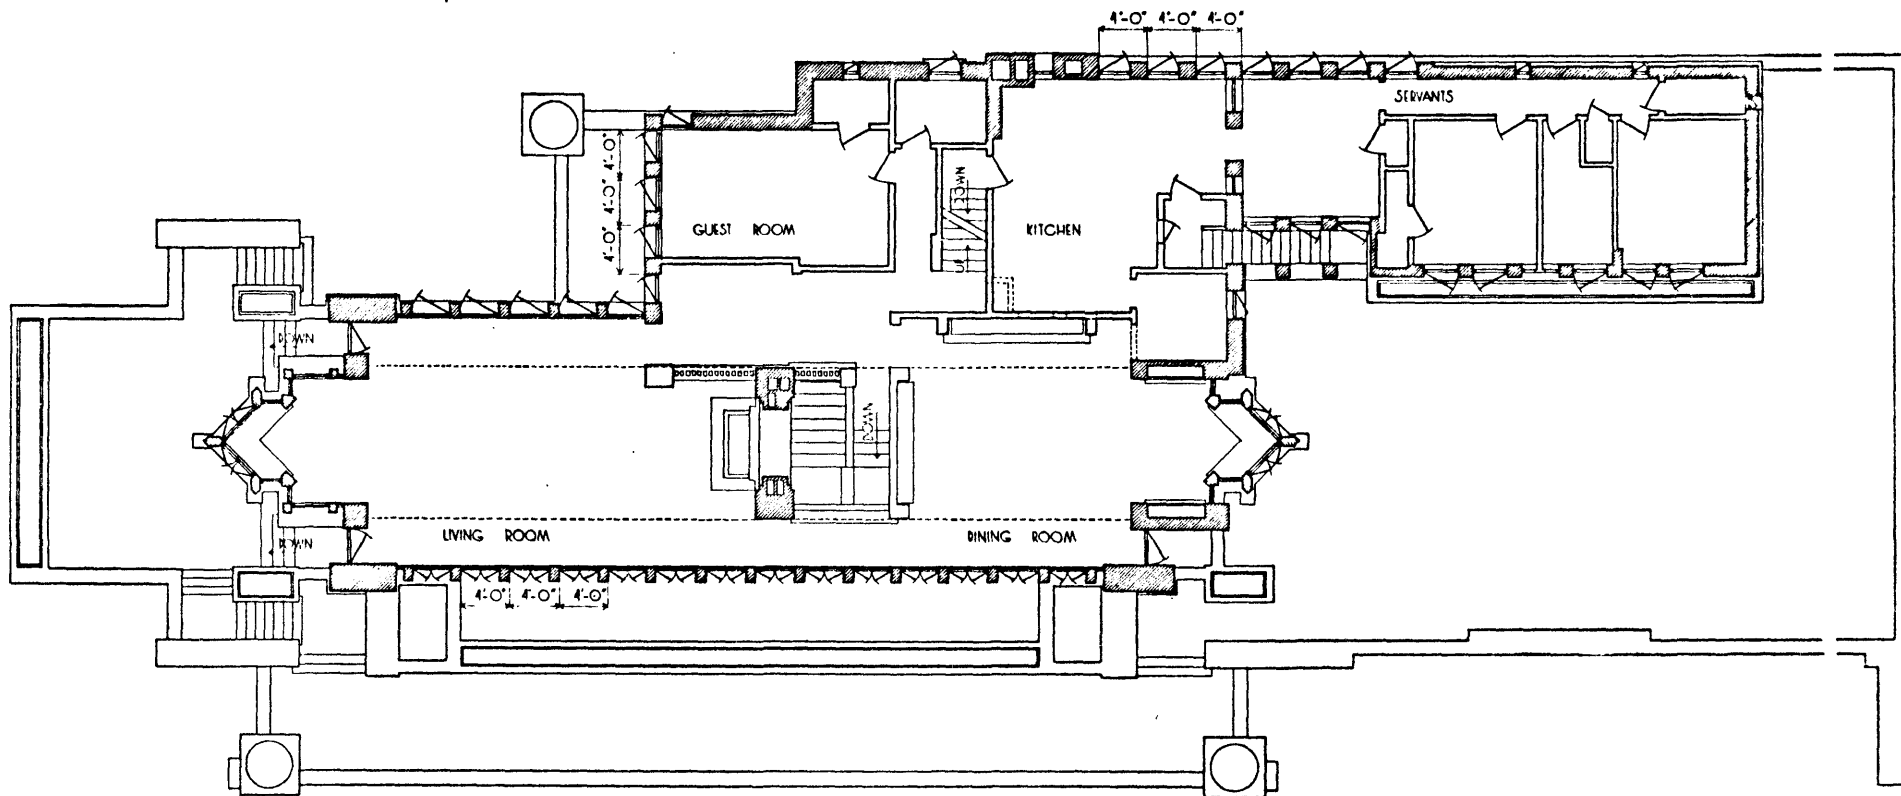 4'-0" 4'-0" 4'-0"
SERVANTS
4'-0"
4'-0"
4'-0"
DOWN
GUEST ROOM
KITCHEN
UP
DOWN
DOWN
LIVING ROOM
DINING ROOM
DOWN
4'-0" 4'-0" 4'-0"